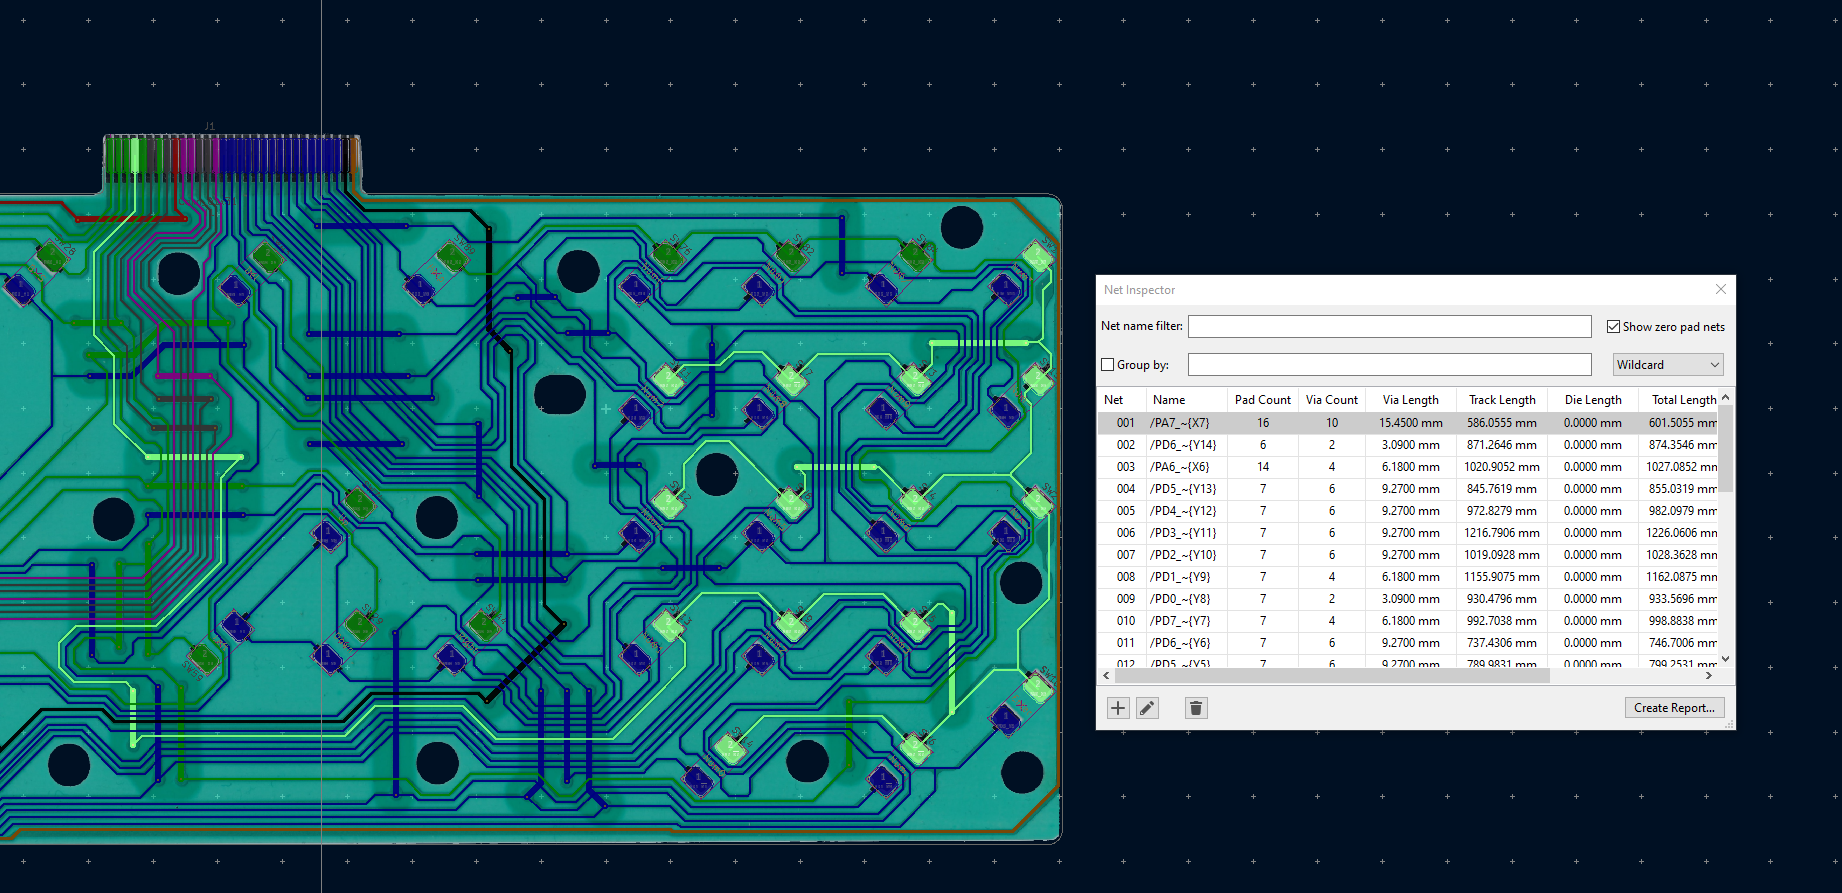 J1
Net Inspector
Net name filter:
Show zero pad nets
Group by:
Wildcard
Net Name Pad Count Via Count Via Length Track Length Die Length Total Length
001 /PA7_~{X7} 16 10 15.4500 mm 586.0555 mm 0.0000 mm 601.5055 mm
002 /PD6_~{Y14} 6 2 3.0900 mm 871.2646 mm 0.0000 mm 874.3546 mm
003 /PA6_~{X6} 14 4 6.1800 mm 1020.9052 mm 0.0000 mm 1027.0852 mm
004 /PD5_~{Y13} 7 6 9.2700 mm 845.7619 mm 0.0000 mm 855.0319 mm
005 /PD4_~{Y12} 7 6 9.2700 mm 972.8279 mm 0.0000 mm 982.0979 mm
006 /PD3_~{Y11} 7 6 9.2700 mm 1216.7906 mm 0.0000 mm 1226.0606 mm
007 /PD2_~{Y10} 7 6 9.2700 mm 1019.0928 mm 0.0000 mm 1028.3628 mm
008 /PD1_~{Y9} 7 4 6.1800 mm 1155.9075 mm 0.0000 mm 1162.0875 mm
009 /PD0_~{Y8} 7 2 3.0900 mm 930.4796 mm 0.0000 mm 933.5696 mm
010 /PD7_~{Y7} 7 4 6.1800 mm 992.7038 mm 0.0000 mm 998.8838 mm
011 /PD6_~{Y6} 7 6 9.2700 mm 737.4306 mm 0.0000 mm 746.7006 mm
012 /PD5_~{Y5} 7 6 9.2700 mm 789.9831 mm 0.0000 mm 799.2531 mm
Create Report...